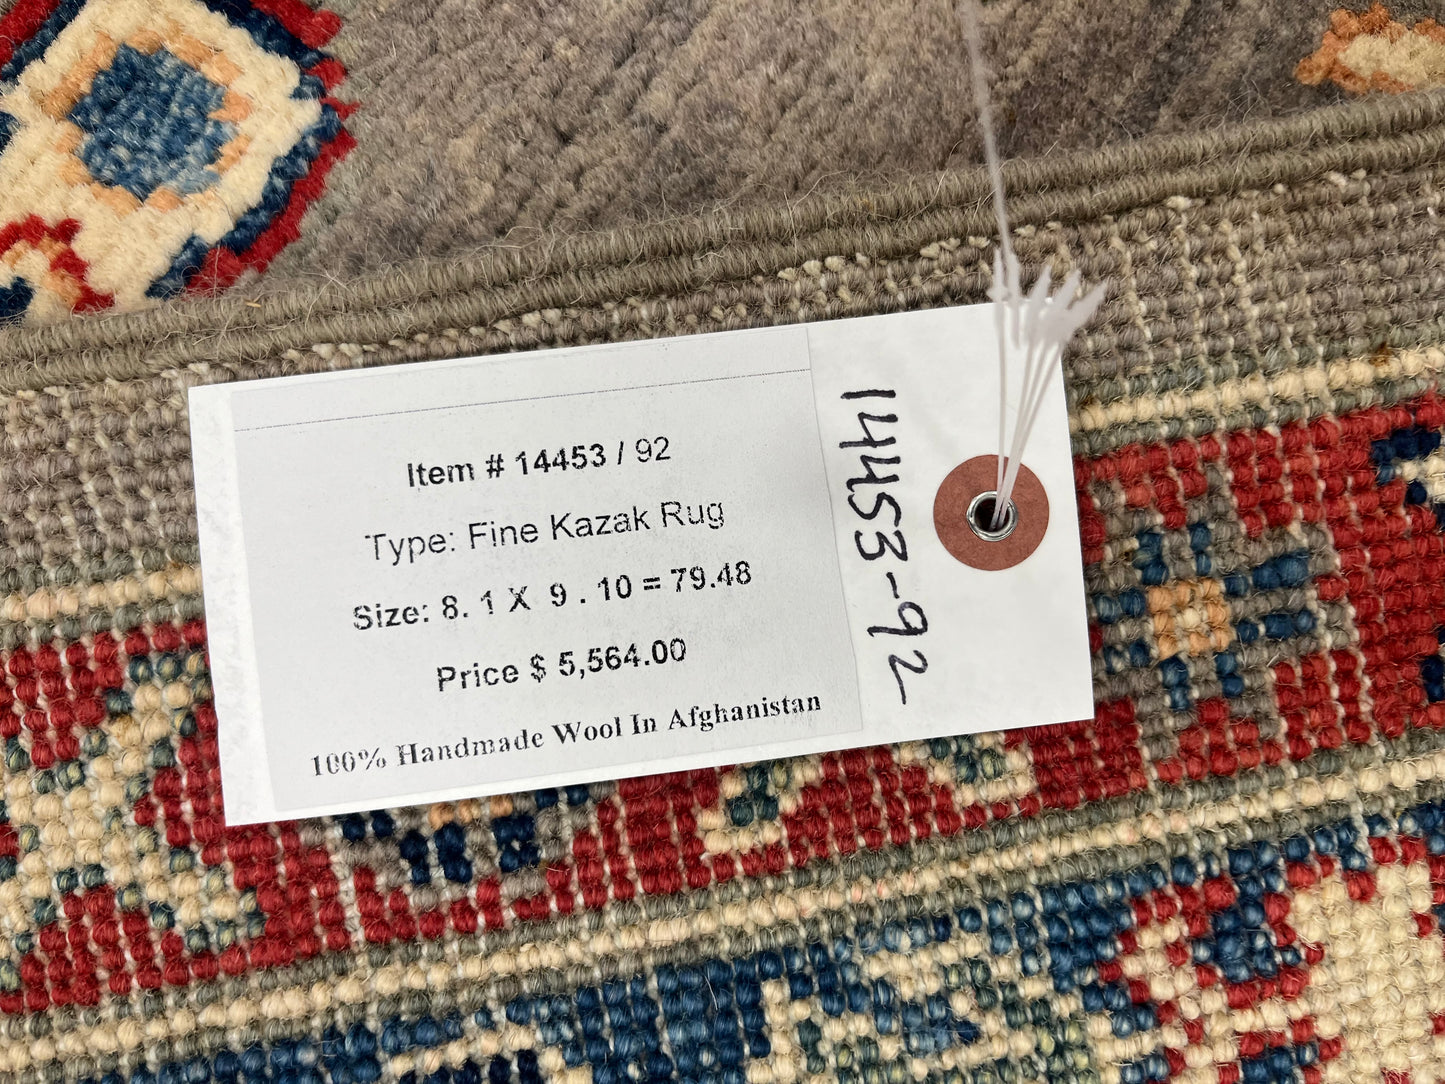 Item # 14453 / 92
Type: Fine Kazak Rug
Size: 8. 1 X 9 . 10 = 79.48
Price $ 5,564.00
100% Handmade Wool In Afghanistan
14453-92